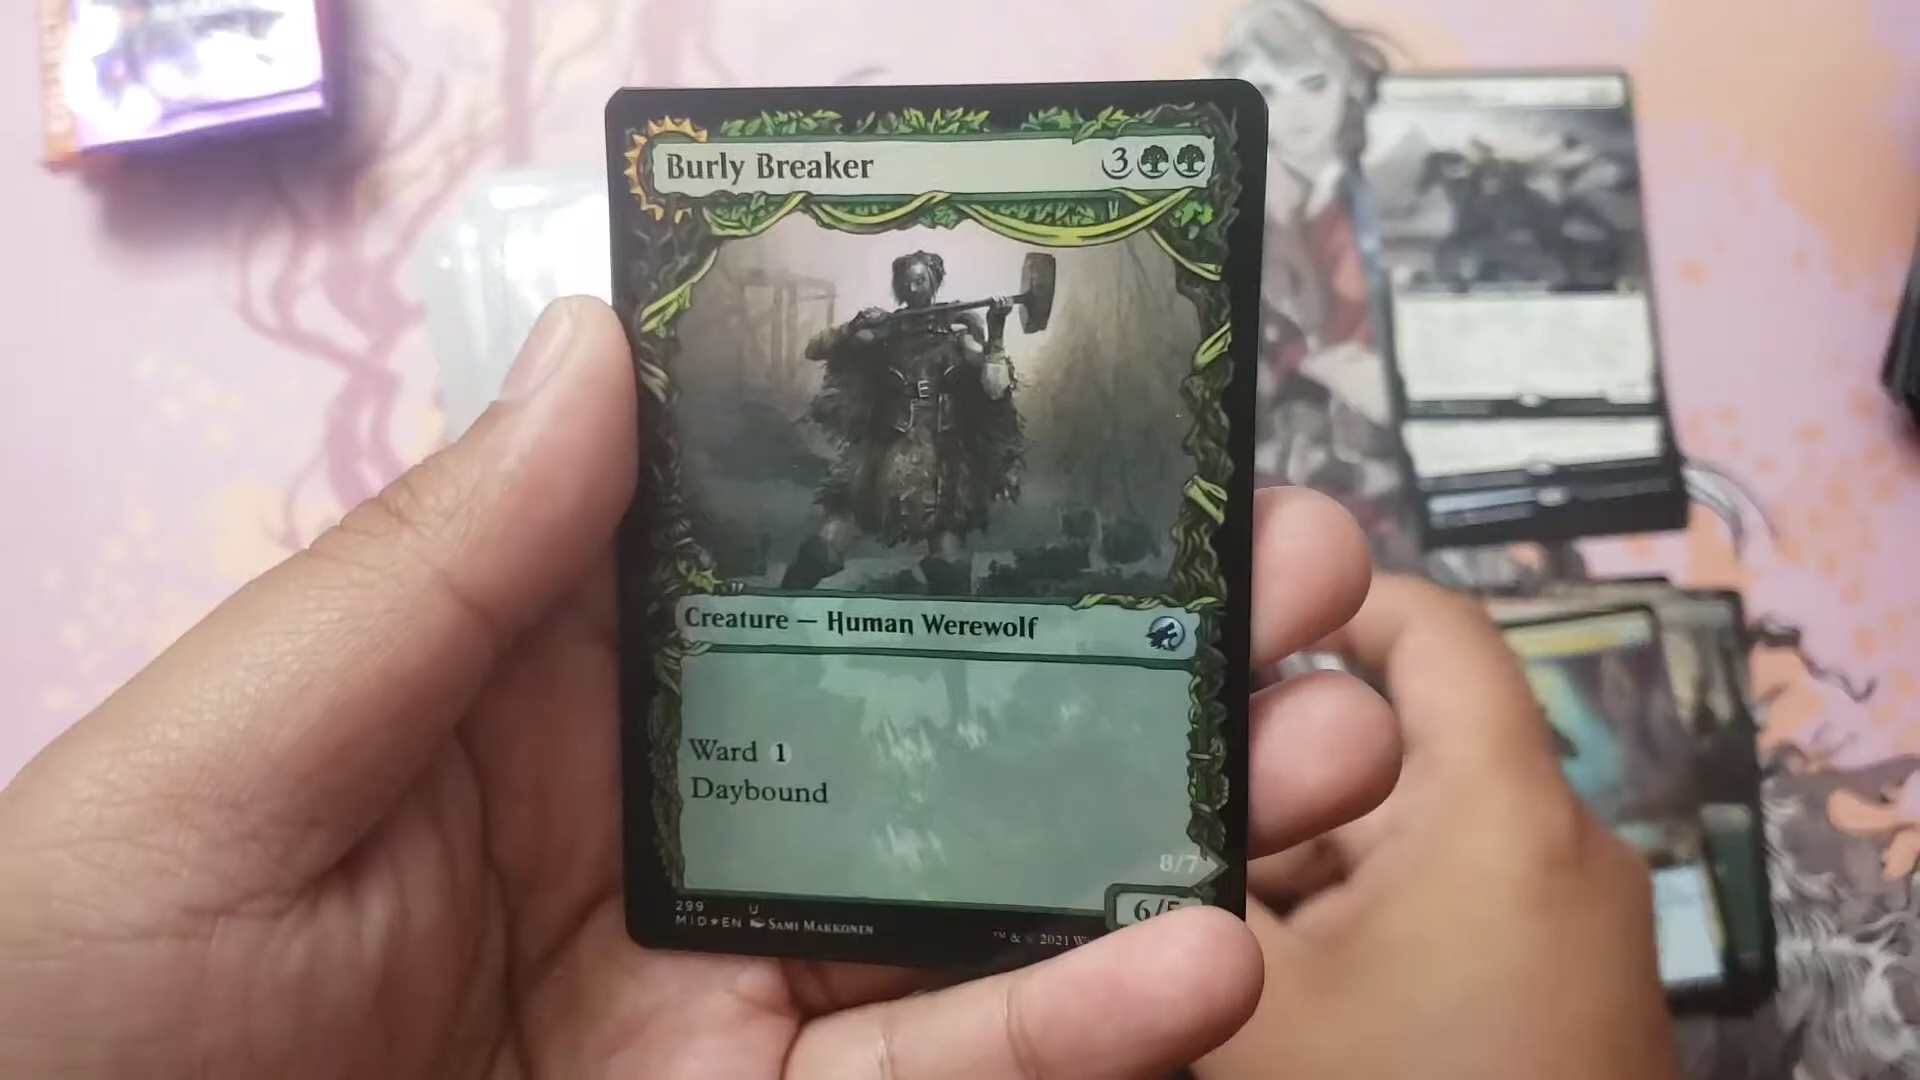 Burly Breaker 3
Creature — Human Werewolf
Ward 1
Daybound
8/7
6/5
299 U
MID★EN SAMI MAKKONEN
™ & © 2021